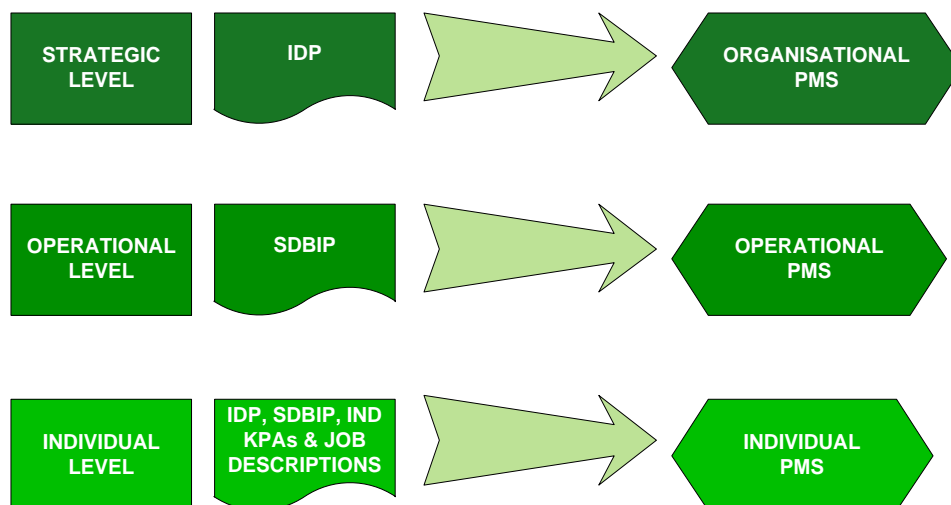 STRATEGIC
LEVEL
IDP
ORGANISATIONAL
PMS
OPERATIONAL
LEVEL
SDBIP
OPERATIONAL
PMS
INDIVIDUAL
LEVEL
IDP, SDBIP, IND
KPAs & JOB
DESCRIPTIONS
INDIVIDUAL
PMS